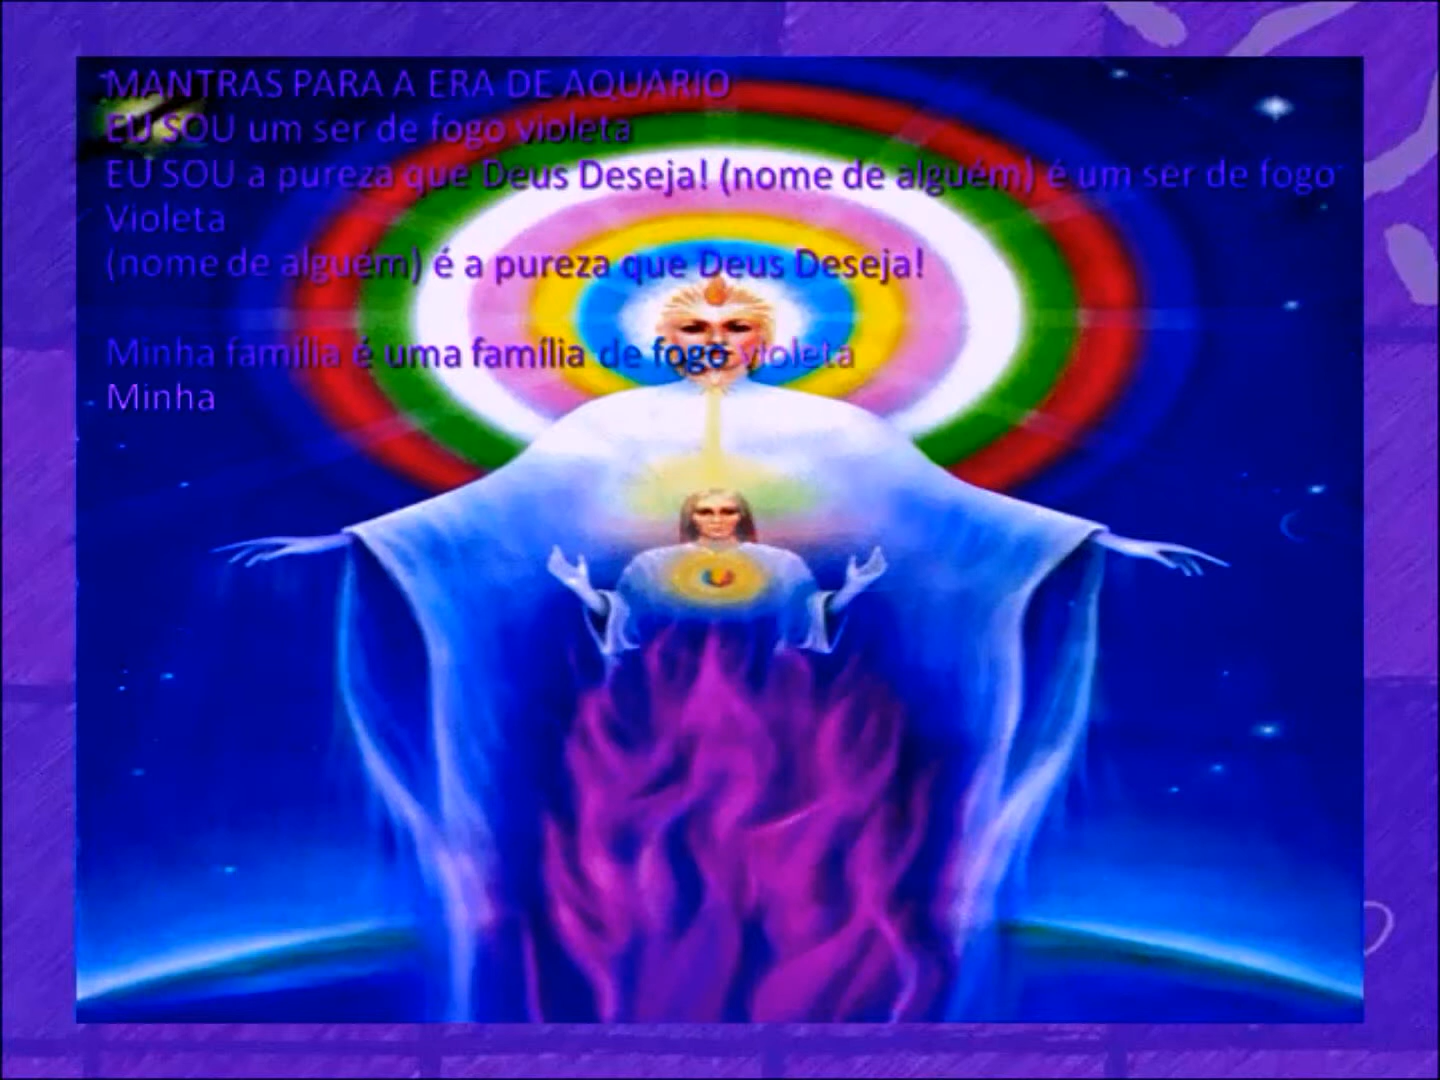 MANTRAS PARA A ERA DE AQUARIO
EU SOU um ser de fogo violeta
EU SOU a pureza que Deus Deseja! (nome de alguém) é um ser de fogo
Violeta
(nome de alguém) é a pureza que Deus Deseja!
Minha família é uma família de fogo violeta
Minha